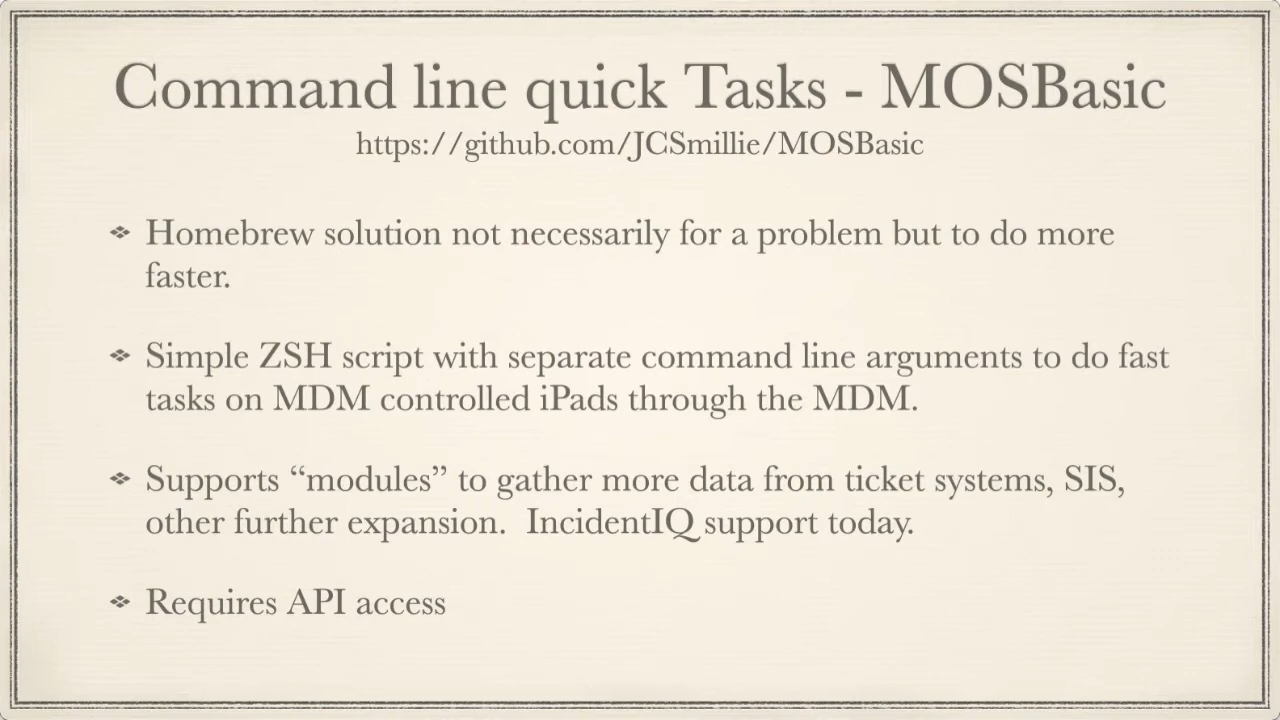 Command line quick Tasks - MOSBasic
https://github.com/JCSmillie/MOSBasic
Homebrew solution not necessarily for a problem but to do more
faster.
Simple ZSH script with separate command line arguments to do fast
tasks on MDM controlled iPads through the MDM.
Supports “modules” to gather more data from ticket systems, SIS,
other further expansion.  IncidentIQ support today.
Requires API access